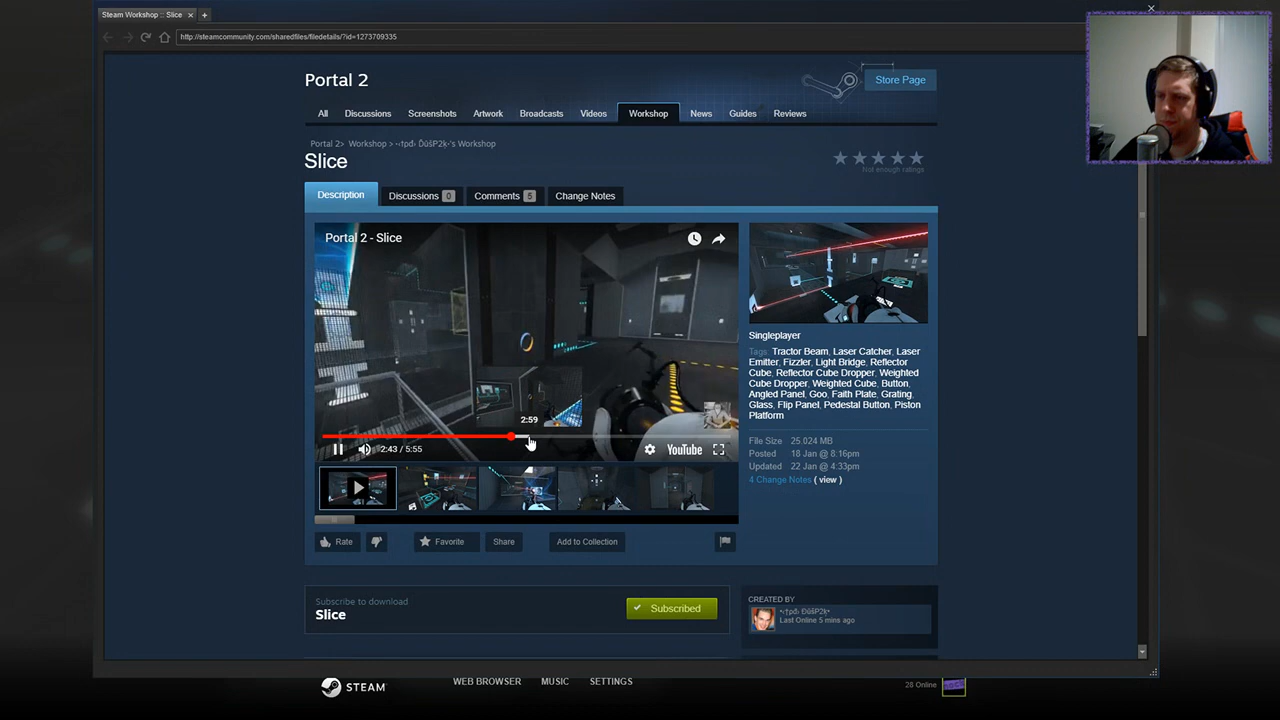 Steam Workshop :: Slice
http://steamcommunity.com/sharedfiles/filedetails/?id=1273709335
Portal 2
Store Page
All Discussions Screenshots Artwork Broadcasts Videos Workshop News Guides Reviews
Portal 2> Workshop >
's Workshop
Slice
Not enough ratings
Description Discussions 0 Comments 5 Change Notes
Portal 2 - Slice
2:59
2:43 / 5:55
YouTube
Singleplayer
Tags: Tractor Beam, Laser Catcher, Laser
Emitter, Fizzler, Light Bridge, Reflector
Cube, Reflector Cube Dropper, Weighted
Cube Dropper, Weighted Cube, Button,
Angled Panel, Goo, Faith Plate, Grating,
Glass, Flip Panel, Pedestal Button, Piston
Platform
File Size 25.024 MB
Posted 18 Jan @ 8:16pm
Updated 22 Jan @ 4:33pm
4 Change Notes ( view )
Rate Favorite Share Add to Collection
Subscribe to download
Slice
Subscribed
CREATED BY
Last Online 5 mins ago
STEAM
WEB BROWSER MUSIC SETTINGS
28 Online